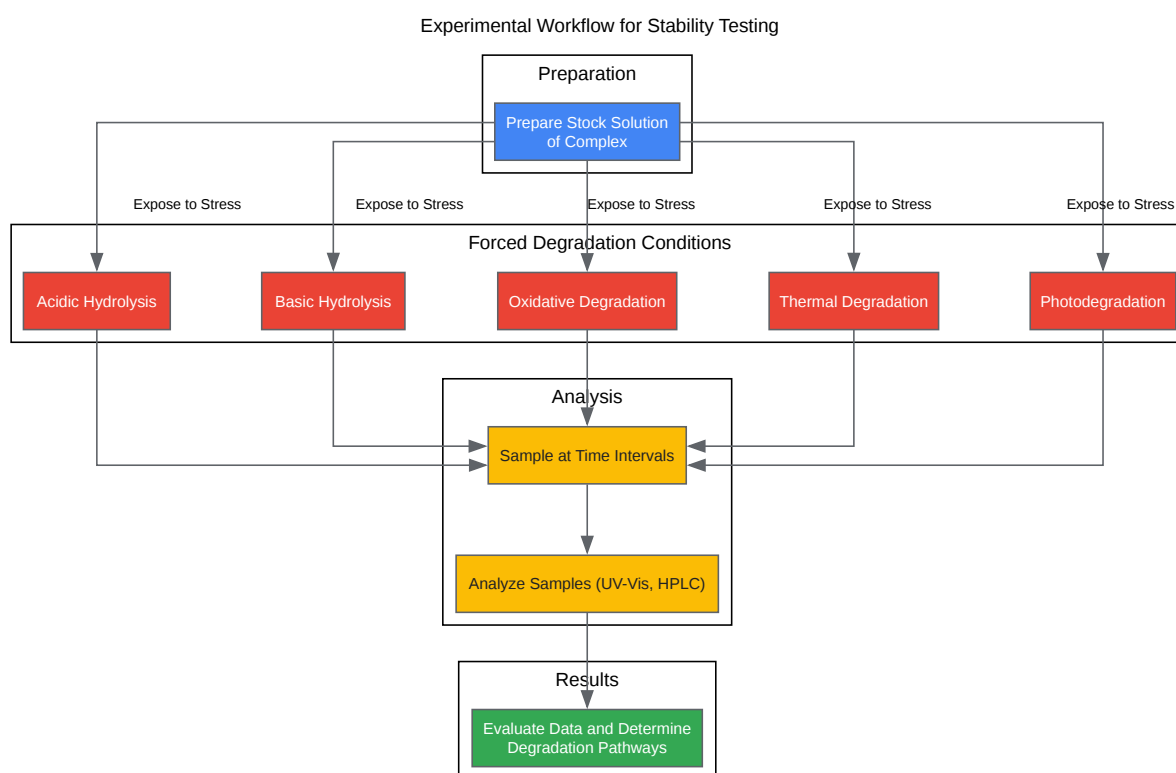 Experimental Workflow for Stability Testing
Preparation
Prepare Stock Solution
of Complex
Expose to Stress
Expose to Stress
Expose to Stress
Expose to Stress
Expose to Stress
Forced Degradation Conditions
Acidic Hydrolysis
Basic Hydrolysis
Oxidative Degradation
Thermal Degradation
Photodegradation
Analysis
Sample at Time Intervals
Analyze Samples (UV-Vis, HPLC)
Results
Evaluate Data and Determine
Degradation Pathways